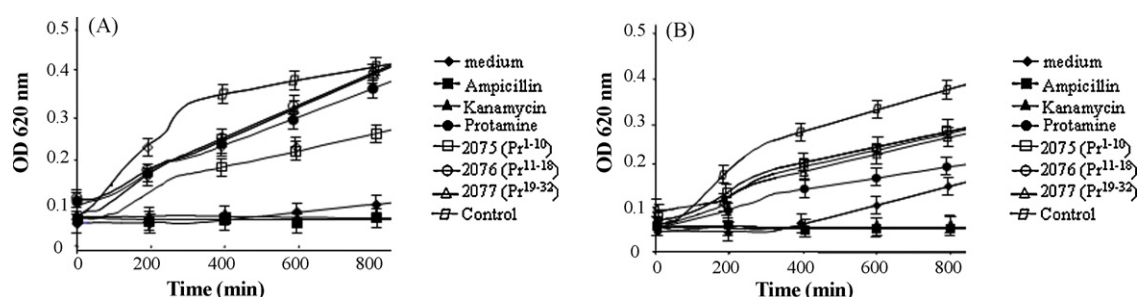 (A)
OD 620 nm
0.5
0.4
0.3
0.2
0.1
0
0 200 400 600 800
Time (min)
medium
Ampicillin
Kanamycin
Protamine
2075 (Pr¹⁻¹⁰)
2076 (Pr¹¹⁻¹⁸)
2077 (Pr¹⁹⁻³²)
Control
(B)
OD 620 nm
0.5
0.4
0.3
0.2
0.1
0
0 200 400 600 800
Time (min)
medium
Ampicillin
Kanamycin
Protamine
2075 (Pr¹⁻¹⁰)
2076 (Pr¹¹⁻¹⁸)
2077 (Pr¹⁹⁻³²)
Control